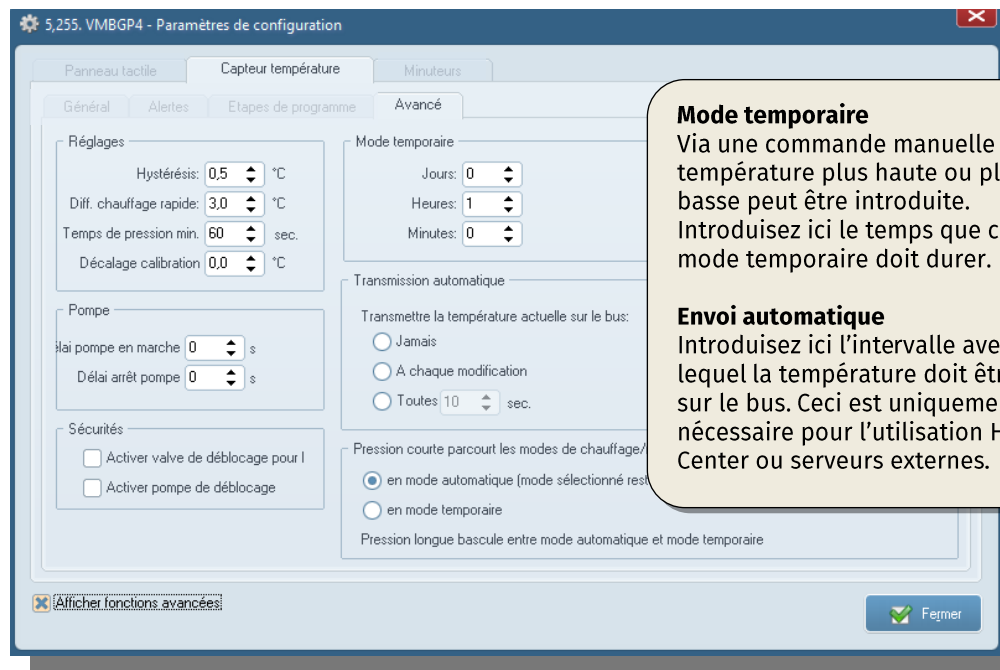 5,255. VMBGP4 - Paramètres de configuration
Panneau tactile
Capteur température
Minuteurs
Général
Alertes
Etapes de programme
Avancé
Réglages
Hystérésis: 0,5 °C
Diff. chauffage rapide: 3,0 °C
Temps de pression min. 60 sec.
Décalage calibration 0,0 °C
Pompe
élai pompe en marche 0 s
Délai arrêt pompe 0 s
Sécurités
Activer valve de déblocage pour l
Activer pompe de déblocage
Mode temporaire
Jours: 0
Heures: 1
Minutes: 0
Transmission automatique
Transmettre la température actuelle sur le bus:
Jamais
A chaque modification
Toutes 10 sec.
Pression courte parcourt les modes de chauffage/
en mode automatique (mode sélectionné rest
en mode temporaire
Pression longue bascule entre mode automatique et mode temporaire
Mode temporaire
Via une commande manuelle
température plus haute ou pl
basse peut être introduite.
Introduisez ici le temps que c
mode temporaire doit durer.
Envoi automatique
Introduisez ici l'intervalle ave
lequel la température doit êtr
sur le bus. Ceci est uniqueme
nécessaire pour l'utilisation H
Center ou serveurs externes.
Afficher fonctions avancées
Fermer